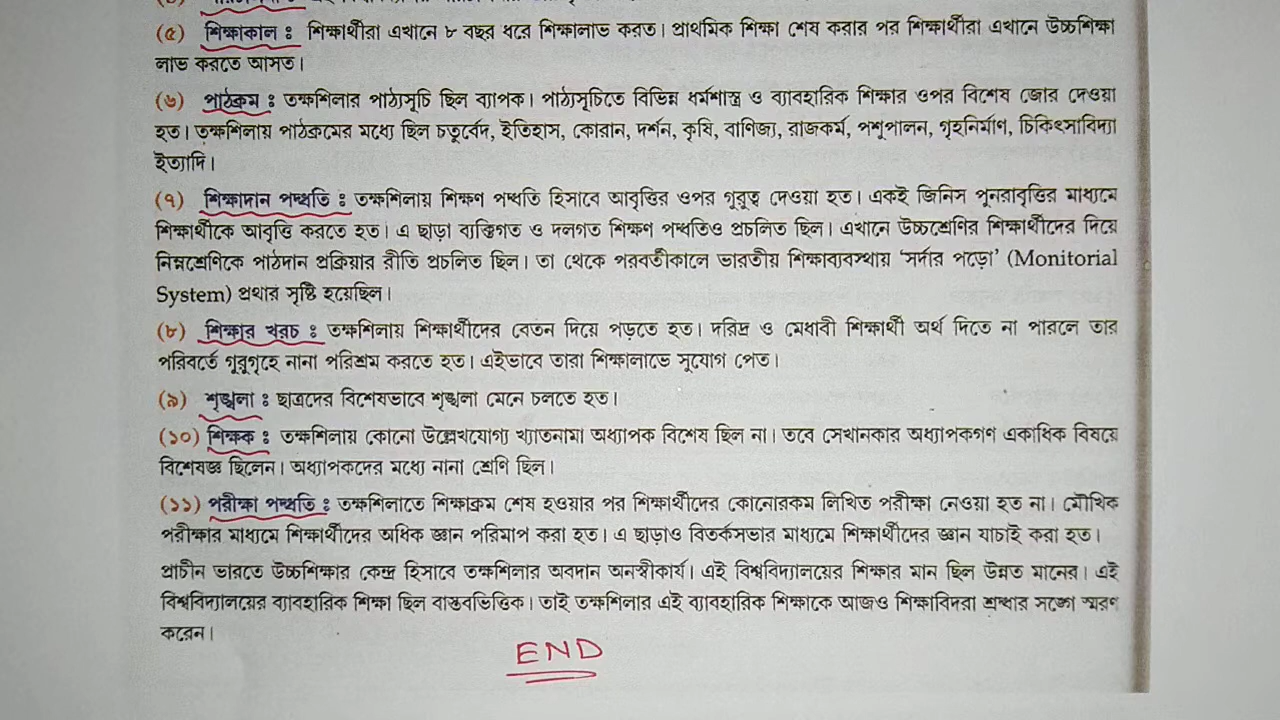 (৫) শিক্ষাকাল : শিক্ষার্থীরা এখানে ৮ বছর ধরে শিক্ষালাভ করত। প্রাথমিক শিক্ষা শেষ করার পর শিক্ষার্থীরা এখানে উচ্চশিক্ষা
লাভ করতে আসত।
(৬) পাঠক্রম : তক্ষশিলার পাঠ্যসূচি ছিল ব্যাপক। পাঠ্যসূচিতে বিভিন্ন ধর্মশাস্ত্র ও ব্যাবহারিক শিক্ষার ওপর বিশেষ জোর দেওয়া
হত। তক্ষশিলায় পাঠক্রমের মধ্যে ছিল চতুর্বেদ, ইতিহাস, কোরান, দর্শন, কৃষি, বাণিজ্য, রাজকর্ম, পশুপালন, গৃহনির্মাণ, চিকিৎসাবিদ্যা
ইত্যাদি।
(৭) শিক্ষাদান পদ্ধতি : তক্ষশিলায় শিক্ষণ পদ্ধতি হিসাবে আবৃত্তির ওপর গুরুত্ব দেওয়া হত। একই জিনিস পুনরাবৃত্তির মাধ্যমে
শিক্ষার্থীকে আবৃত্তি করতে হত। এ ছাড়া ব্যক্তিগত ও দলগত শিক্ষণ পদ্ধতিও প্রচলিত ছিল। এখানে উচ্চশ্রেণির শিক্ষার্থীদের দিয়ে
নিম্নশ্রেণিকে পাঠদান প্রক্রিয়ার রীতি প্রচলিত ছিল। তা থেকে পরবর্তীকালে ভারতীয় শিক্ষাব্যবস্থায় ‘সর্দার পড়ো’ (Monitorial
System) প্রথার সৃষ্টি হয়েছিল।
(৮) শিক্ষার খরচ : তক্ষশিলায় শিক্ষার্থীদের বেতন দিয়ে পড়তে হত। দরিদ্র ও মেধাবী শিক্ষার্থী অর্থ দিতে না পারলে তার
পরিবর্তে গুরুগৃহে নানা পরিশ্রম করতে হত। এইভাবে তারা শিক্ষালাভে সুযোগ পেত।
(৯) শৃঙ্খলা : ছাত্রদের বিশেষভাবে শৃঙ্খলা মেনে চলতে হত।
(১০) শিক্ষক : তক্ষশিলায় কোনো উল্লেখযোগ্য খ্যাতনামা অধ্যাপক বিশেষ ছিল না। তবে সেখানকার অধ্যাপকগণ একাধিক বিষয়ে
বিশেষজ্ঞ ছিলেন। অধ্যাপকদের মধ্যে নানা শ্রেণি ছিল।
(১১) পরীক্ষা পদ্ধতি : তক্ষশিলাতে শিক্ষাক্রম শেষ হওয়ার পর শিক্ষার্থীদের কোনোরকম লিখিত পরীক্ষা নেওয়া হত না। মৌখিক
পরীক্ষার মাধ্যমে শিক্ষার্থীদের অধিক জ্ঞান পরিমাপ করা হত। এ ছাড়াও বিতর্কসভার মাধ্যমে শিক্ষার্থীদের জ্ঞান যাচাই করা হত।
প্রাচীন ভারতে উচ্চশিক্ষার কেন্দ্র হিসাবে তক্ষশিলার অবদান অনস্বীকার্য। এই বিশ্ববিদ্যালয়ের শিক্ষার মান ছিল উন্নত মানের। এই
বিশ্ববিদ্যালয়ের ব্যাবহারিক শিক্ষা ছিল বাস্তবভিত্তিক। তাই তক্ষশিলার এই ব্যাবহারিক শিক্ষাকে আজও শিক্ষাবিদরা শ্রদ্ধার সঙ্গে স্মরণ
করেন।
END